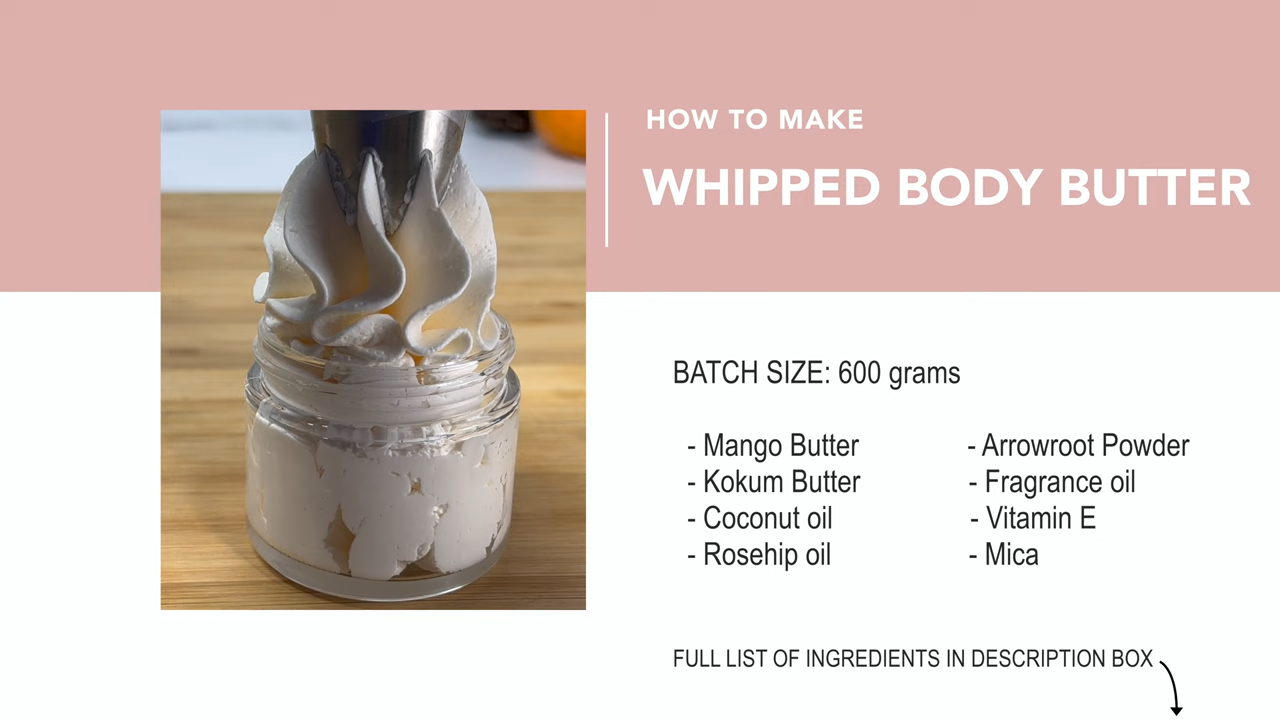 HOW TO MAKE
WHIPPED BODY BUTTER
BATCH SIZE: 600 grams
- Mango Butter
- Kokum Butter
- Coconut oil
- Rosehip oil
- Arrowroot Powder
- Fragrance oil
- Vitamin E
- Mica
FULL LIST OF INGREDIENTS IN DESCRIPTION BOX